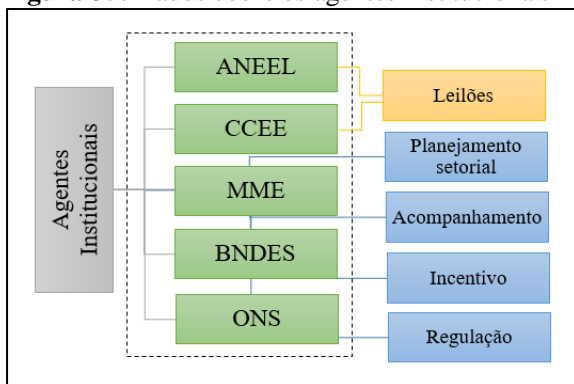 Agentes
Institucionais
ANEEL
CCEE
MME
BNDES
ONS
Leilões
Planejamento
setorial
Acompanhamento
Incentivo
Regulação